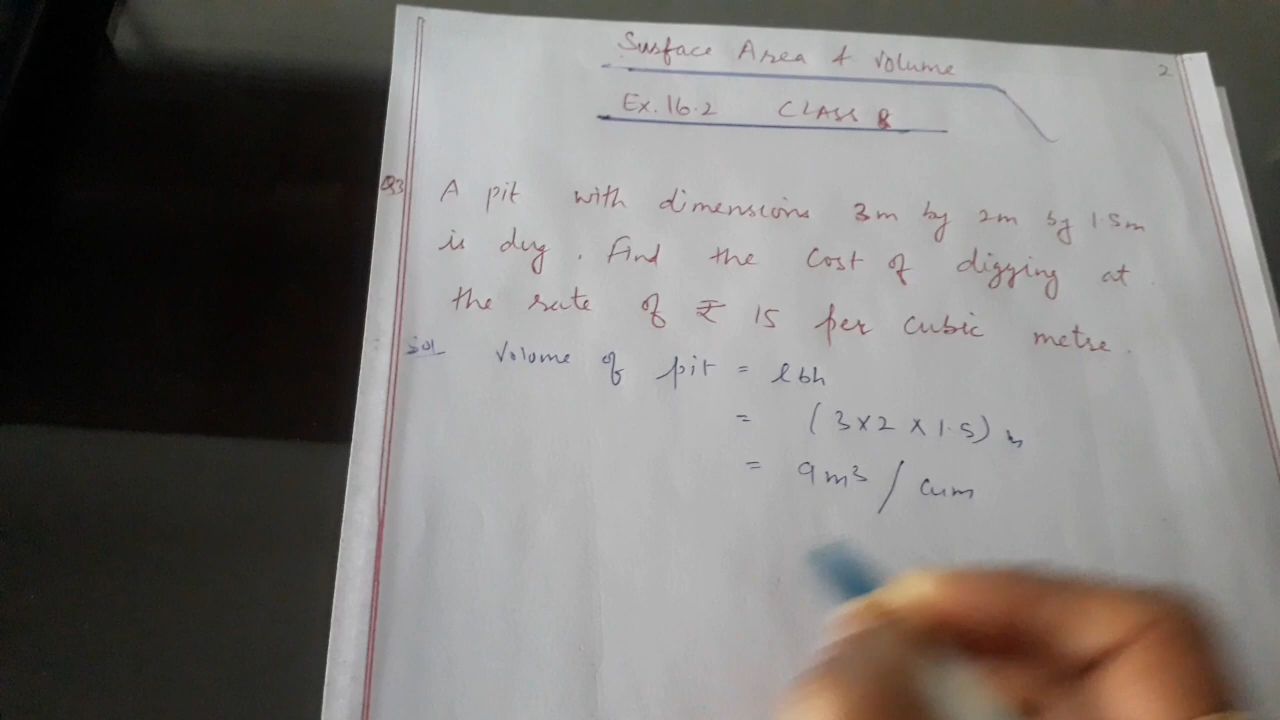 Surface Area & Volume
2
Ex. 16.2 CLASS 8
Q3 A pit with dimensions 3m by 2m by 1.5m
is dug. Find the cost of digging at
the rate of ₹ 15 per cubic metre.
Sol Volume of pit = lbh
= (3×2×1.5) m
= 9m³ / cum